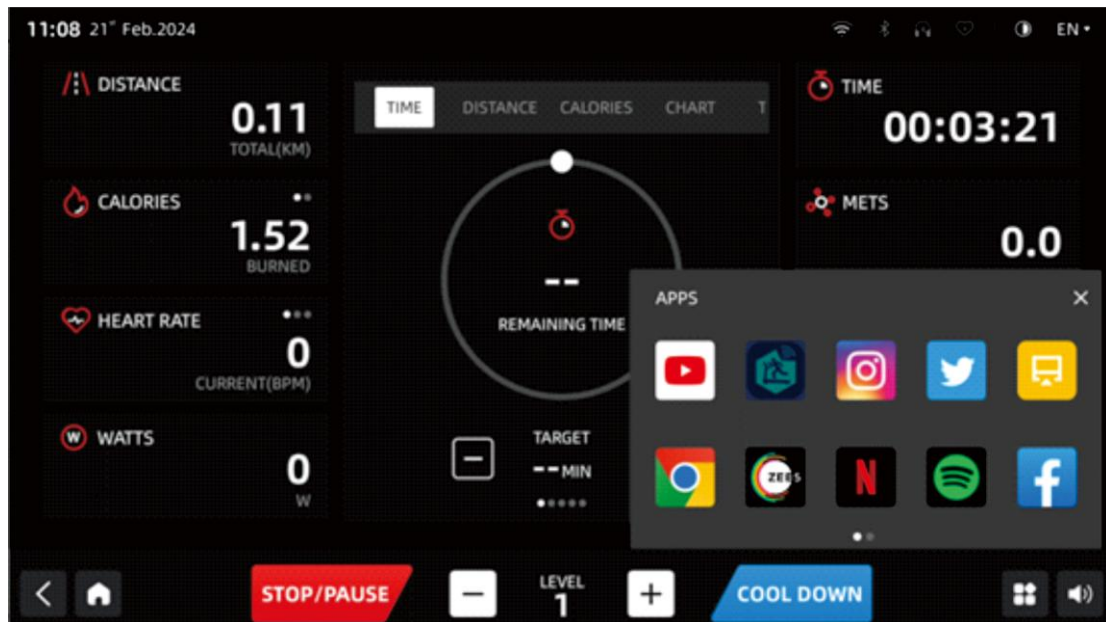 11:08 21st Feb.2024
EN
DISTANCE
0.11
TOTAL(KM)
CALORIES
1.52
BURNED
HEART RATE
0
CURRENT(BPM)
WATTS
0
W
TIME DISTANCE CALORIES CHART T
--
REMAINING TIME
TARGET
--MIN
TIME
00:03:21
METS
0.0
APPS
ZEE5
N
f
STOP/PAUSE
LEVEL
1
COOL DOWN